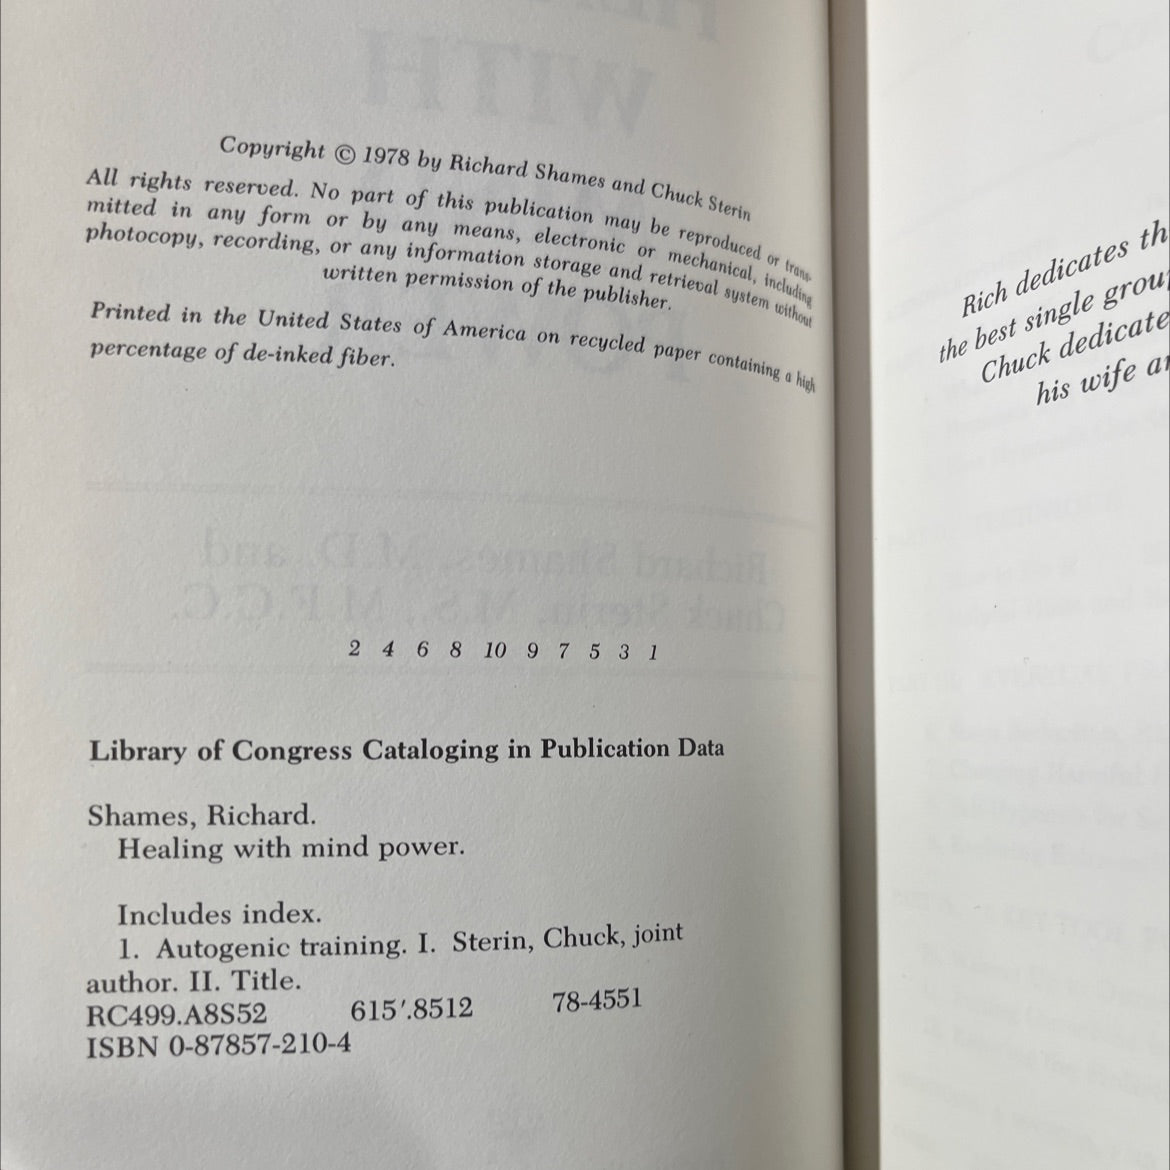 Copyright © 1978 by Richard Shames and Chuck Sterin
All rights reserved. No part of this publication may be reproduced or trans-
mitted in any form or by any means, electronic or mechanical, including
photocopy, recording, or any information storage and retrieval system without
written permission of the publisher.
Printed in the United States of America on recycled paper containing a high
percentage of de-inked fiber.
2 4 6 8 10 9 7 5 3 1
Library of Congress Cataloging in Publication Data
Shames, Richard.
Healing with mind power.
Includes index.
1. Autogenic training. I. Sterin, Chuck, joint
author. II. Title.
RC499.A8S52 615′.8512 78-4551
ISBN 0-87857-210-4
Rich dedicates th
the best single grou
Chuck dedicate
his wife a